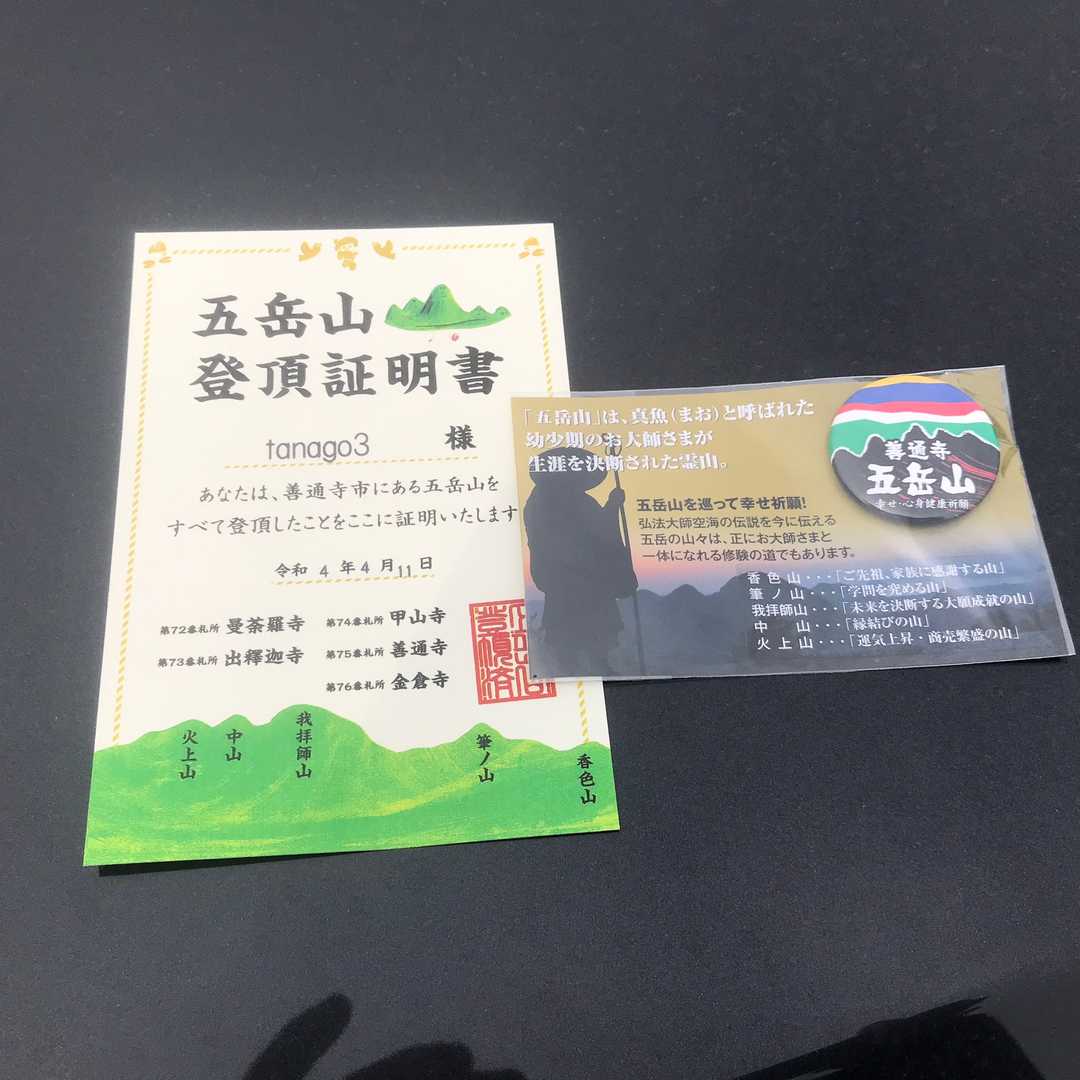 五岳山
登頂証明書
tanago3 様
あなたは、善通寺市にある五岳山を
すべて登頂したことをここに証明いたします
令和 4 年 4 月 11 日
第72番札所 曼荼羅寺
第73番札所 出釋迦寺
第74番札所 甲山寺
第75番札所 善通寺
第76番札所 金倉寺
火上山
中山
我拝師山
筆ノ山
香色山
「五岳山」は、真魚(まお)と呼ばれた
幼少期のお大師さまが
生涯を決断された霊山。
五岳山を巡って幸せ祈願!
弘法大師空海の伝説を今に伝える
五岳の山々は、正にお大師さまと
一体になれる修験の道でもあります。
香色山・・・「ご先祖、家族に感謝する山」
筆ノ山・・・「学問を究める山」
我拝師山・・・「未来を決断する大願成就の山」
中山・・・「縁結びの山」
火上山・・・「運気上昇・商売繁盛の山」
善通寺
五岳山
幸せ・心身健康祈願